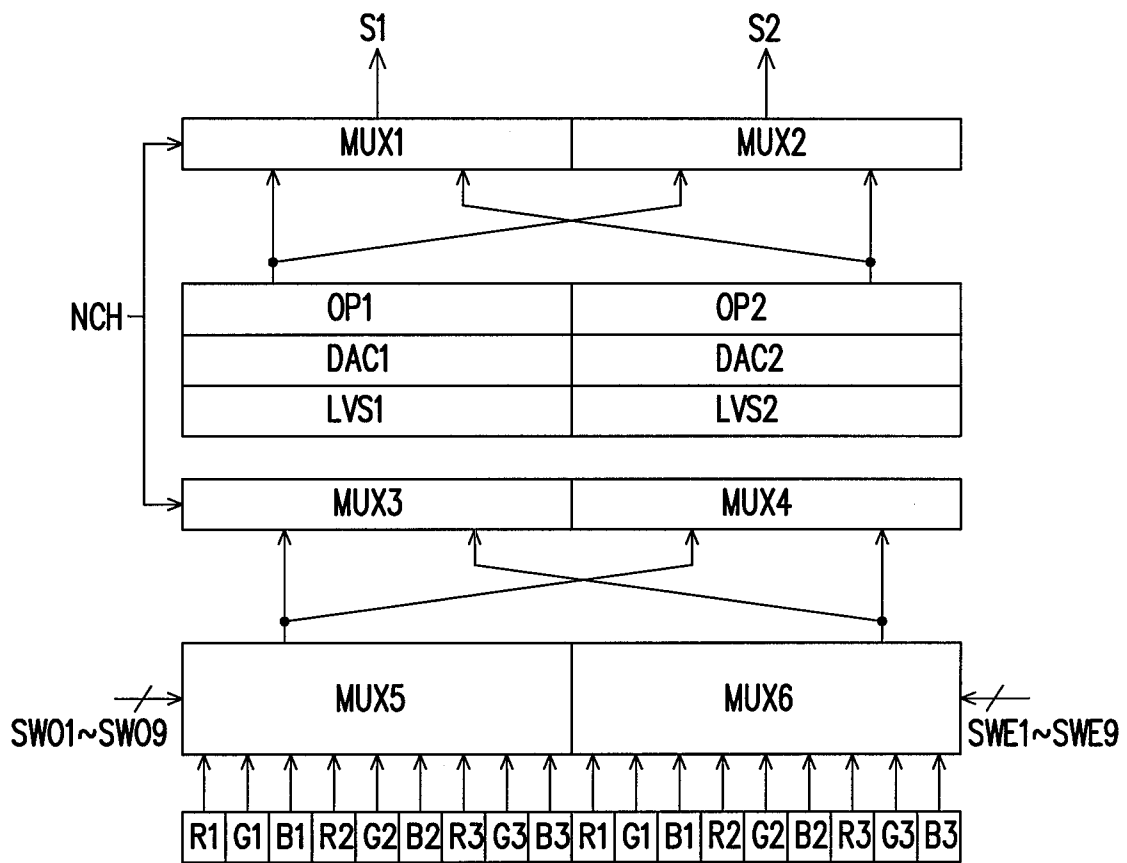 S1 S2
MUX1 MUX2
NCH
OP1 OP2
DAC1 DAC2
LVS1 LVS2
MUX3 MUX4
MUX5 MUX6
SWO1~SWO9 SWE1~SWE9
R1 G1 B1 R2 G2 B2 R3 G3 B3 R1 G1 B1 R2 G2 B2 R3 G3 B3